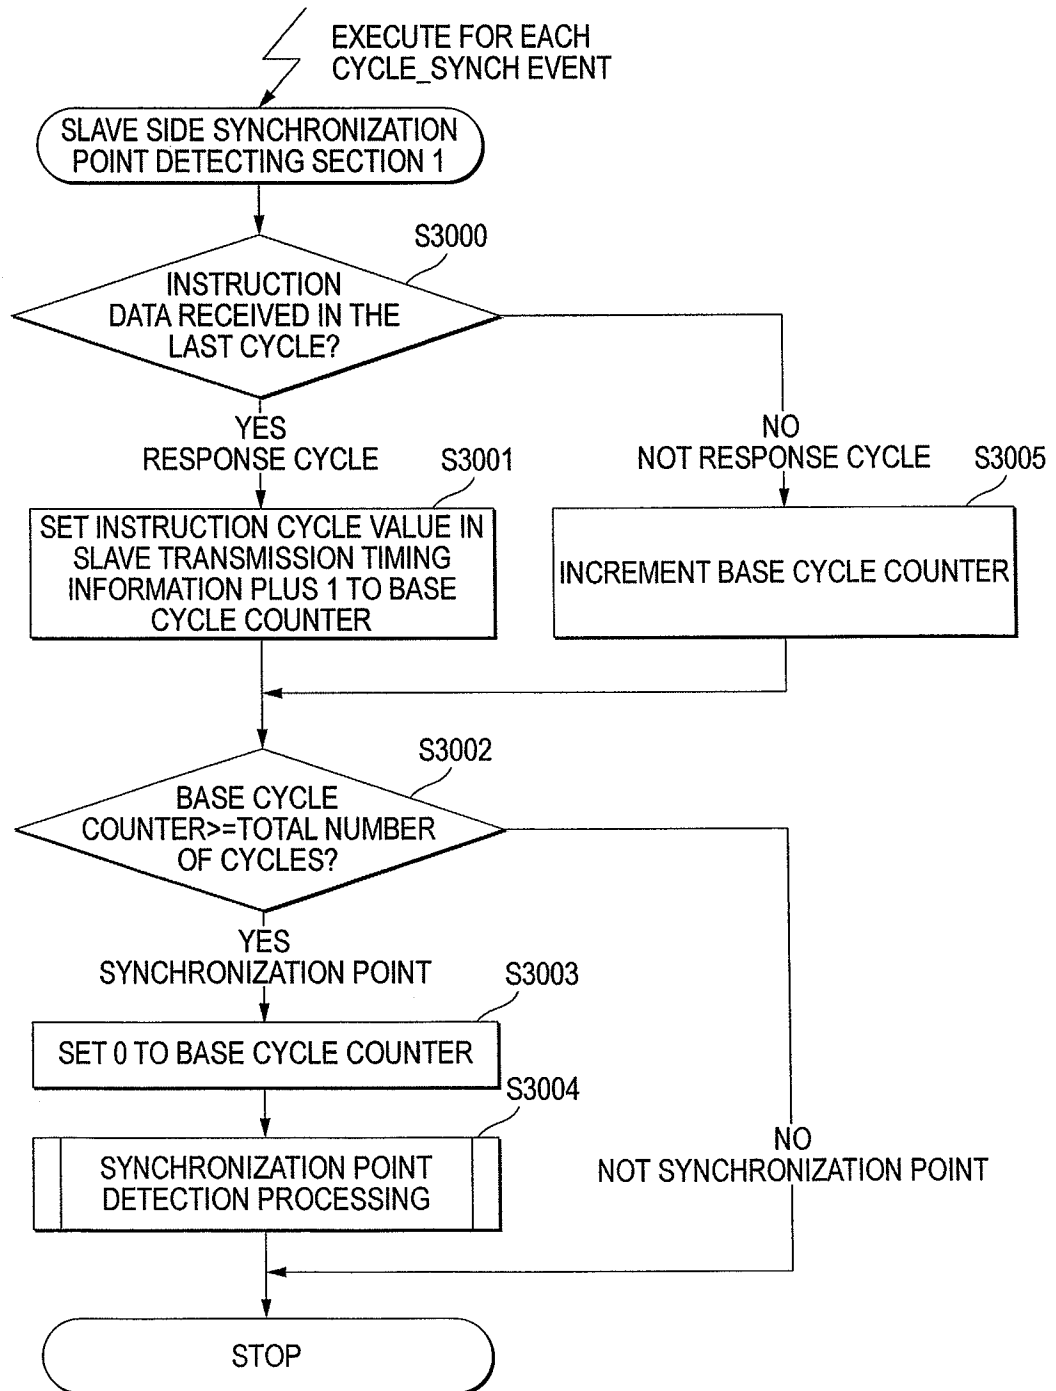 EXECUTE FOR EACH
CYCLE_SYNCH EVENT
SLAVE SIDE SYNCHRONIZATION
POINT DETECTING SECTION 1
S3000
INSTRUCTION
DATA RECEIVED IN THE
LAST CYCLE?
YES
RESPONSE CYCLE
NO
NOT RESPONSE CYCLE
S3001
SET INSTRUCTION CYCLE VALUE IN
SLAVE TRANSMISSION TIMING
INFORMATION PLUS 1 TO BASE
CYCLE COUNTER
S3005
INCREMENT BASE CYCLE COUNTER
S3002
BASE CYCLE
COUNTER>=TOTAL NUMBER
OF CYCLES?
YES
SYNCHRONIZATION POINT
S3003
SET 0 TO BASE CYCLE COUNTER
S3004
SYNCHRONIZATION POINT
DETECTION PROCESSING
NO
NOT SYNCHRONIZATION POINT
STOP